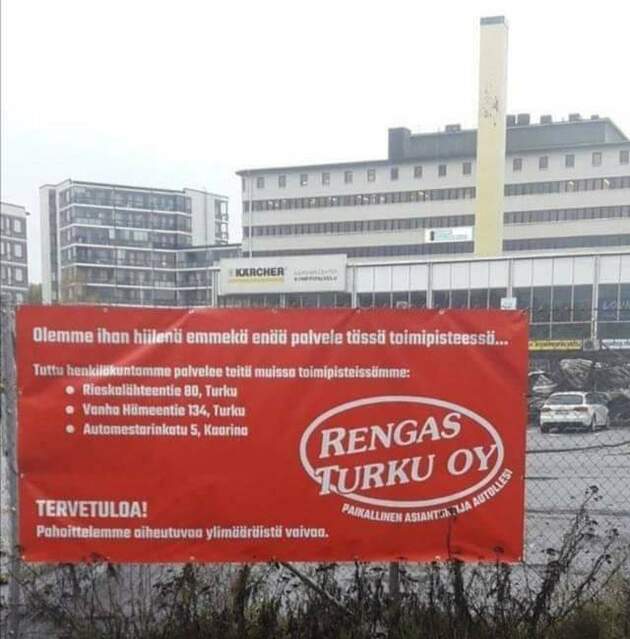 KÄRCHER
Olemme ihan hiilenä emmekä enää palvele tässä toimipisteessä...
Tuttu henkilökuntamme palvelee teitä muissa toimipisteissämme:
• Rieskalähteentie 80, Turku
• Vanha Hämeentie 134, Turku
• Automestarinkatu 5, Kaarina
RENGAS
TURKU OY
PAIKALLINEN ASIANTUNTIJA AUTOLLESI
TERVETULOA!
Pahoittelemme aiheutuvaa ylimääräistä vaivaa.